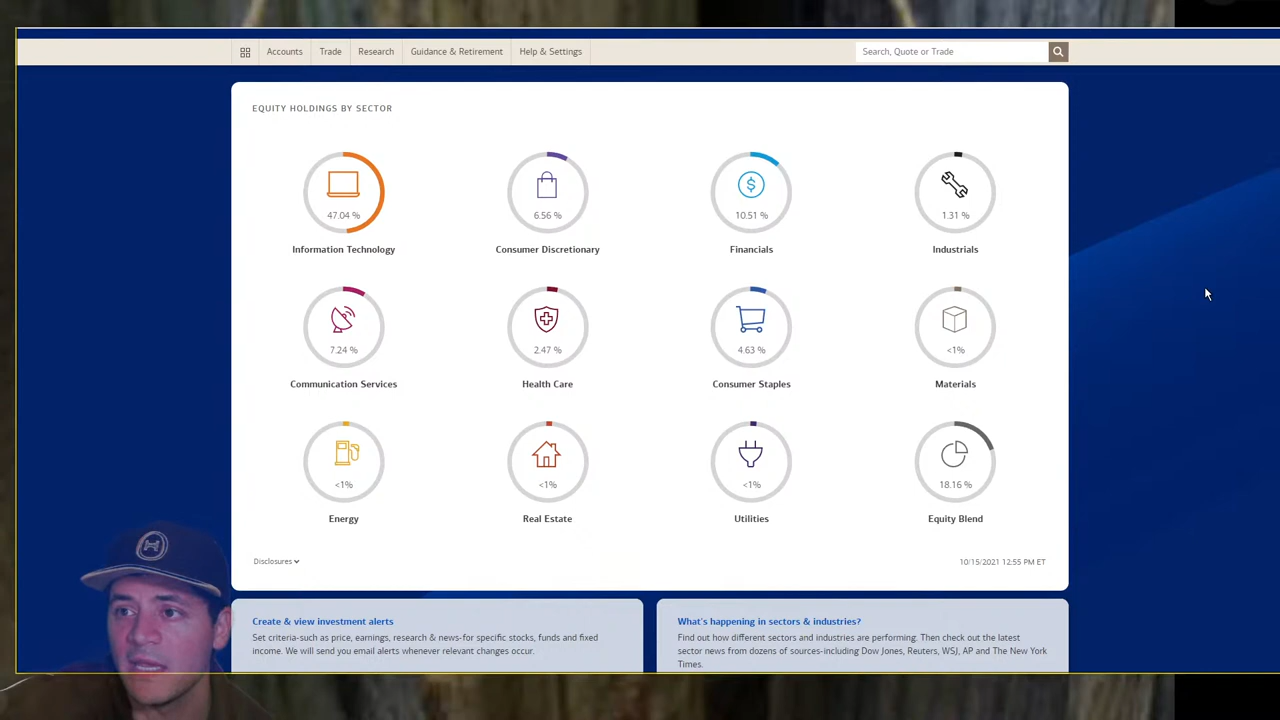 Accounts
Trade
Research
Guidance & Retirement
Help & Settings
Search, Quote or Trade
EQUITY HOLDINGS BY SECTOR
47.04 %
6.56 %
10.51 %
1.31 %
Information Technology
Consumer Discretionary
Financials
Industrials
7.24 %
2.47 %
4.63 %
<1%
Communication Services
Health Care
Consumer Staples
Materials
<1%
<1%
<1%
18.16 %
Energy
Real Estate
Utilities
Equity Blend
Disclosures
10/15/2021 12:55 PM ET
Create & view investment alerts
Set criteria-such as price, earnings, research & news-for specific stocks, funds and fixed
income. We will send you email alerts whenever relevant changes occur.
What's happening in sectors & industries?
Find out how different sectors and industries are performing. Then check out the latest
sector news from dozens of sources-including Dow Jones, Reuters, WSJ, AP and The New York
Times.